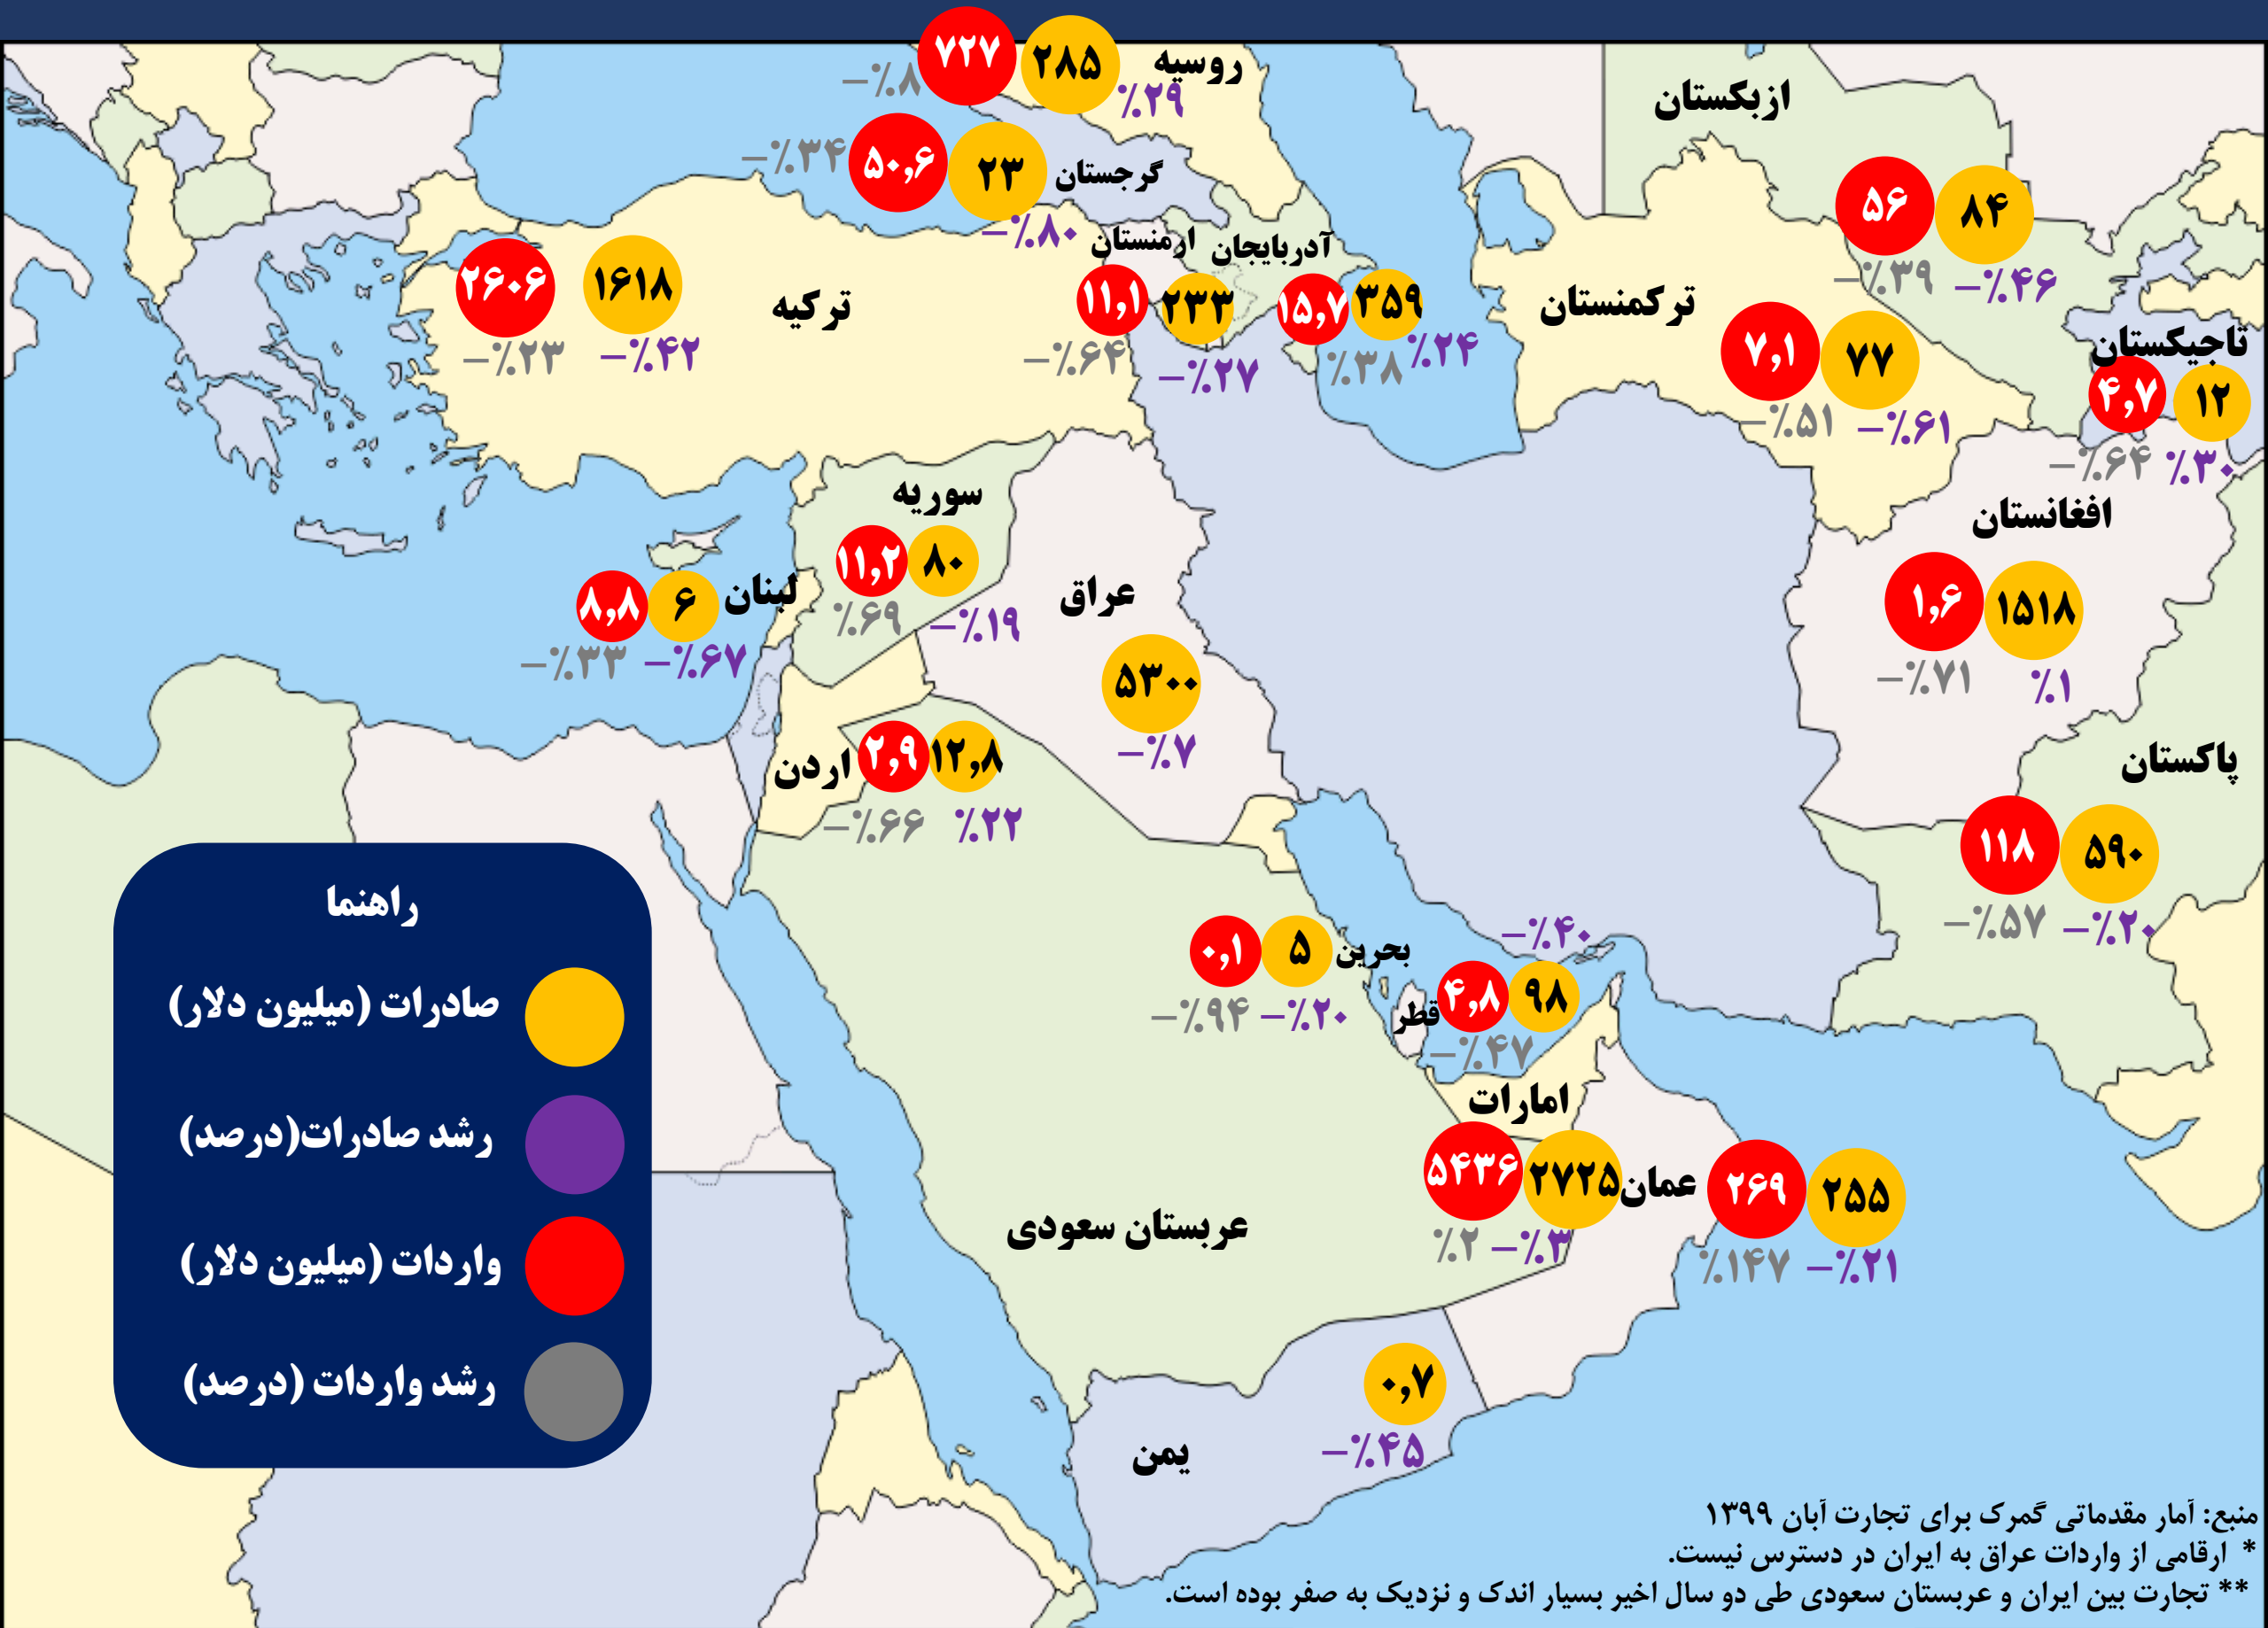 روسیه
۷۲۷
۲۸۵
-٪۸
٪۲۹
ازبکستان
۵۶
۸۴
-٪۳۹
-٪۴۶
گرجستان
۵۰,۶
۲۳
-٪۳۴
-٪۸۰
ارمنستان
۱۱,۱
۲۳۳
-٪۶۴
-٪۲۷
آذربایجان
۱۵,۷
۳۵۹
٪۳۸
٪۲۴
ترکیه
۲۶۰۶
۱۶۱۸
-٪۲۳
-٪۴۲
ترکمنستان
۷,۱
۷۷
-٪۵۱
-٪۶۱
تاجیکستان
۴,۷
۱۲
-٪۶۴
٪۳۰
سوریه
۱۱,۲
۸۰
٪۶۹
-٪۱۹
لبنان
۸,۸
۶
-٪۳۳
-٪۶۷
عراق
۵۳۰۰
-٪۷
افغانستان
۱,۶
۱۵۱۸
-٪۷۱
٪۱
اردن
۲,۹
۱۲,۸
-٪۶۶
٪۲۲
پاکستان
۱۱۸
۵۹۰
-٪۵۷
-٪۲۰
بحرین
۰,۱
۵
-٪۹۴
-٪۲۰
قطر
۴,۸
۹۸
-٪۴۷
-٪۴۰
امارات
۵۴۳۶
۲۷۲۵
٪۲
-٪۳
عمان
۲۶۹
۲۵۵
٪۱۴۷
-٪۲۱
عربستان سعودی
یمن
۰,۷
-٪۴۵
راهنما
صادرات (میلیون دلار)
رشد صادرات(درصد)
واردات (میلیون دلار)
رشد واردات (درصد)
منبع: آمار مقدماتی گمرک برای تجارت آبان ۱۳۹۹
* ارقامی از واردات عراق به ایران در دسترس نیست.
** تجارت بین ایران و عربستان سعودی طی دو سال اخیر بسیار اندک و نزدیک به صفر بوده است.